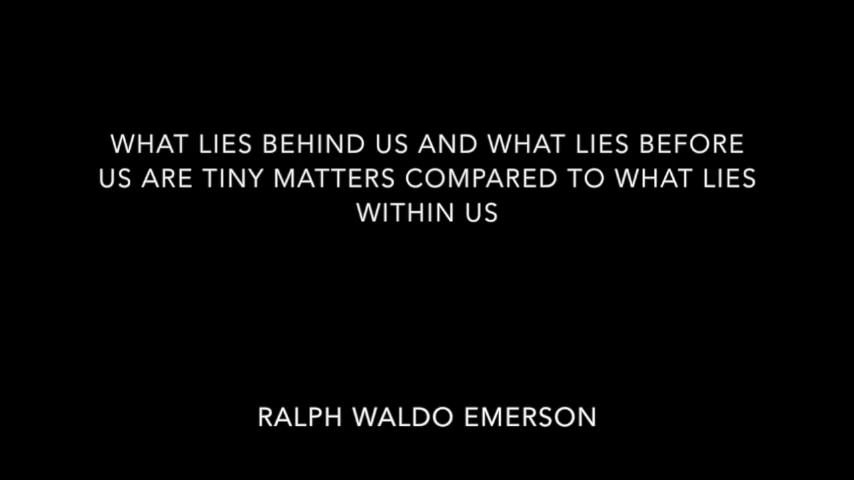 WHAT LIES BEHIND US AND WHAT LIES BEFORE
US ARE TINY MATTERS COMPARED TO WHAT LIES
WITHIN US
RALPH WALDO EMERSON